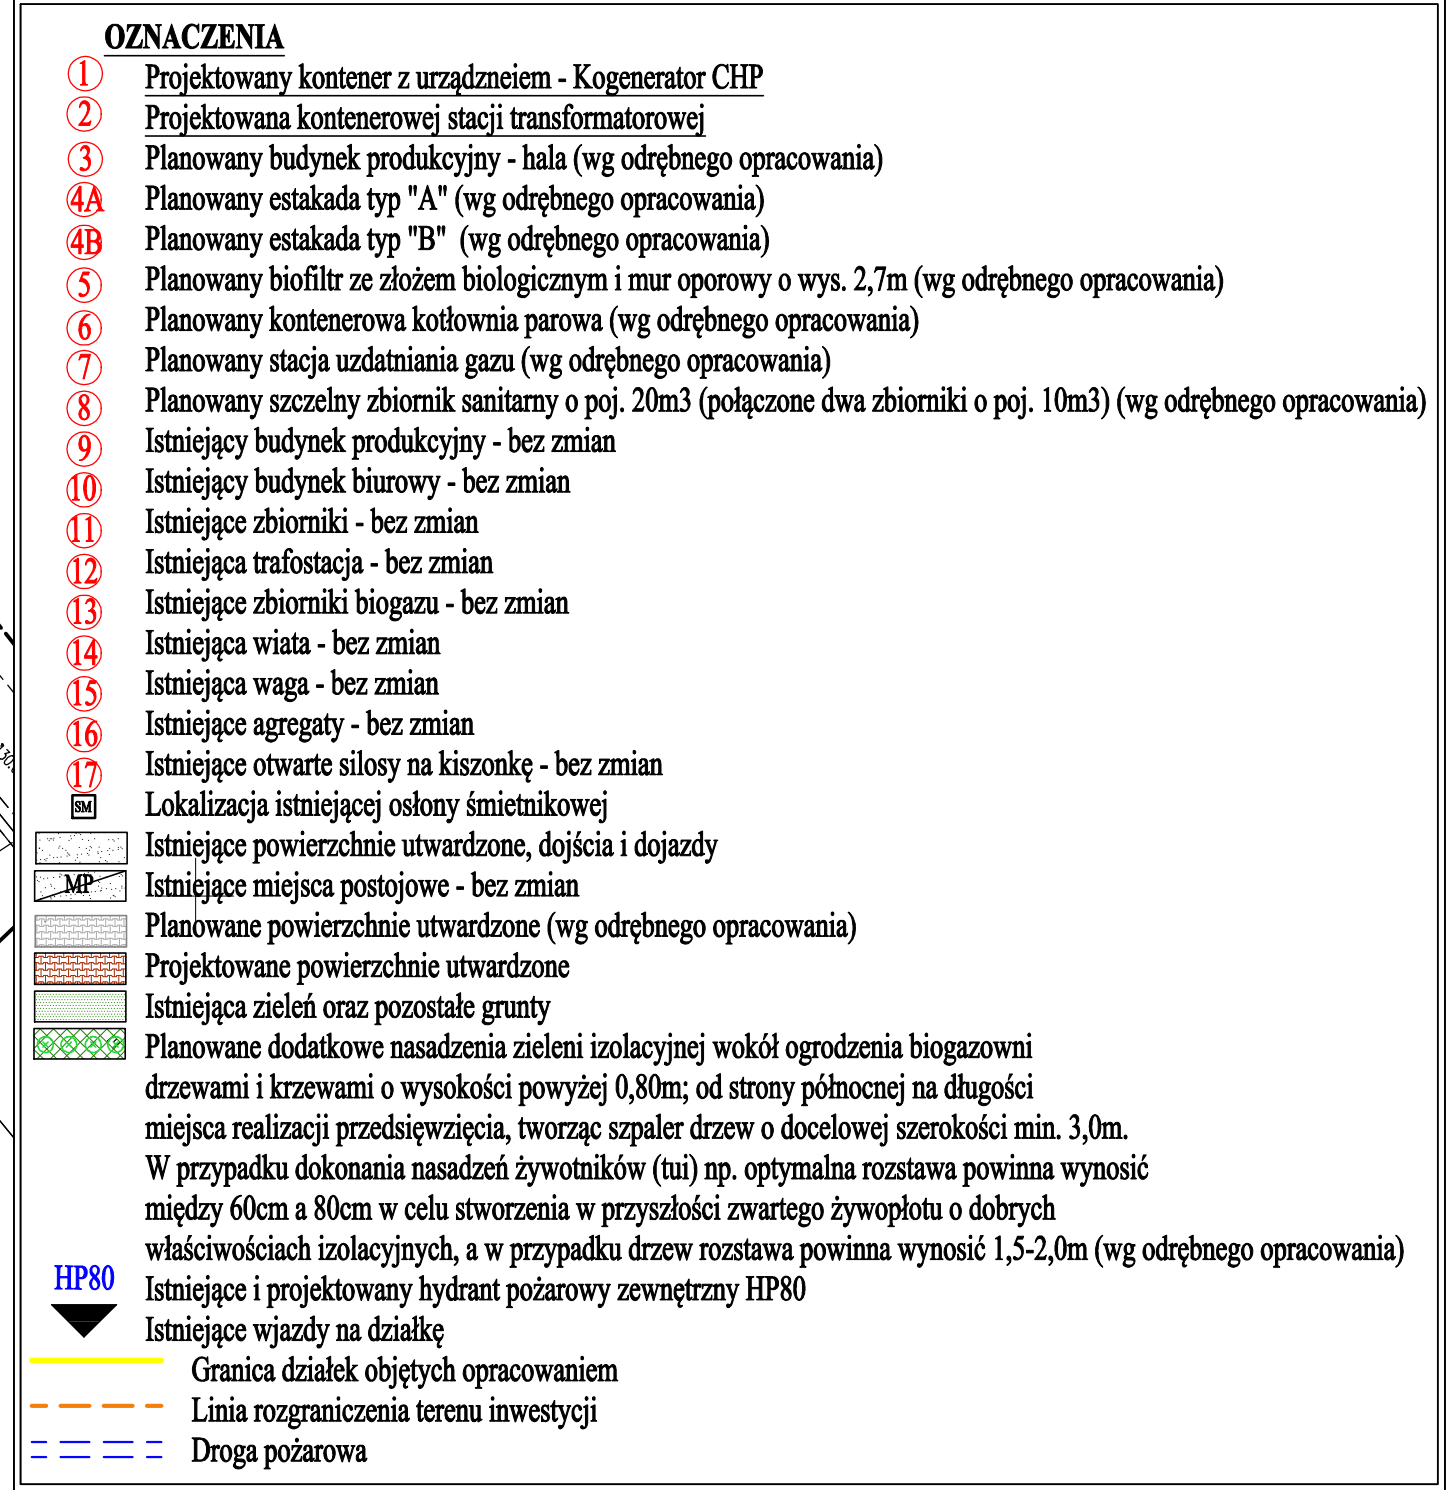 OZNACZENIA
1 Projektowany kontener z urządzneiem - Kogenerator CHP
2 Projektowana kontenerowej stacji transformatorowej
3 Planowany budynek produkcyjny - hala (wg odrębnego opracowania)
4A Planowany estakada typ "A" (wg odrębnego opracowania)
4B Planowany estakada typ "B" (wg odrębnego opracowania)
5 Planowany biofiltr ze złożem biologicznym i mur oporowy o wys. 2,7m (wg odrębnego opracowania)
6 Planowany kontenerowa kotłownia parowa (wg odrębnego opracowania)
7 Planowany stacja uzdatniania gazu (wg odrębnego opracowania)
8 Planowany szczelny zbiornik sanitarny o poj. 20m3 (połączone dwa zbiorniki o poj. 10m3) (wg odrębnego opracowania)
9 Istniejący budynek produkcyjny - bez zmian
10 Istniejący budynek biurowy - bez zmian
11 Istniejące zbiorniki - bez zmian
12 Istniejąca trafostacja - bez zmian
13 Istniejące zbiorniki biogazu - bez zmian
14 Istniejąca wiata - bez zmian
15 Istniejąca waga - bez zmian
16 Istniejące agregaty - bez zmian
17 Istniejące otwarte silosy na kiszonkę - bez zmian
SM Lokalizacja istniejącej osłony śmietnikowej
Istniejące powierzchnie utwardzone, dojścia i dojazdy
MP Istniejące miejsca postojowe - bez zmian
Planowane powierzchnie utwardzone (wg odrębnego opracowania)
Projektowane powierzchnie utwardzone
Istniejąca zieleń oraz pozostałe grunty
Planowane dodatkowe nasadzenia zieleni izolacyjnej wokół ogrodzenia biogazowni
drzewami i krzewami o wysokości powyżej 0,80m; od strony północnej na długości
miejsca realizacji przedsięwzięcia, tworząc szpaler drzew o docelowej szerokości min. 3,0m.
W przypadku dokonania nasadzeń żywotników (tui) np. optymalna rozstawa powinna wynosić
między 60cm a 80cm w celu stworzenia w przyszłości zwartego żywopłotu o dobrych
właściwościach izolacyjnych, a w przypadku drzew rozstawa powinna wynosić 1,5-2,0m (wg odrębnego opracowania)
HP80 Istniejące i projektowany hydrant pożarowy zewnętrzny HP80
Istniejące wjazdy na działkę
Granica działek objętych opracowaniem
Linia rozgraniczenia terenu inwestycji
Droga pożarowa